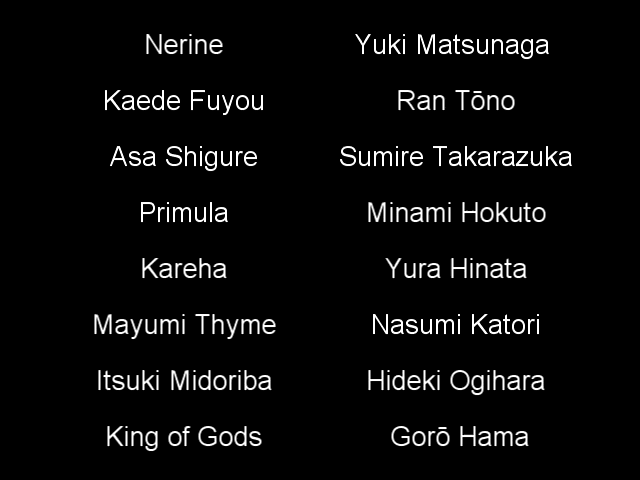 Nerine Yuki Matsunaga
Kaede Fuyou Ran Tōno
Asa Shigure Sumire Takarazuka
Primula Minami Hokuto
Kareha Yura Hinata
Mayumi Thyme Nasumi Katori
Itsuki Midoriba Hideki Ogihara
King of Gods Gorō Hama